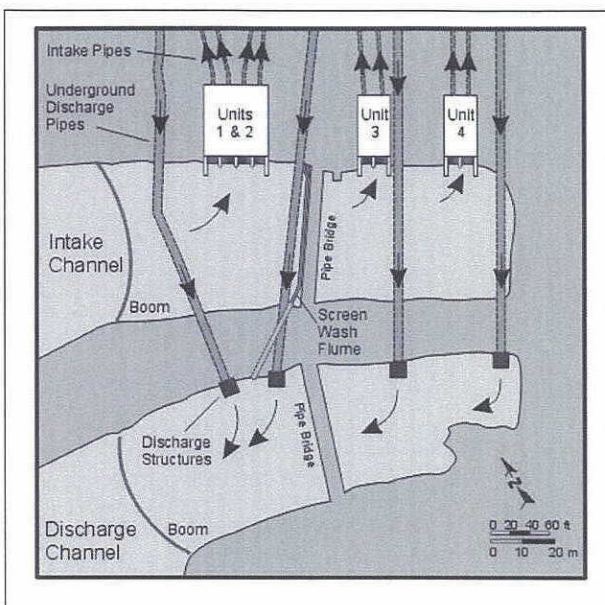 Intake Pipes
Underground
Discharge
Pipes
Units
1 & 2
Unit
3
Unit
4
Intake
Channel
Boom
Pipe Bridge
Screen
Wash
Flume
Discharge
Structures
Pipe Bridge
Discharge
Channel
Boom
N
0 20 40 60 ft
0 10 20 m